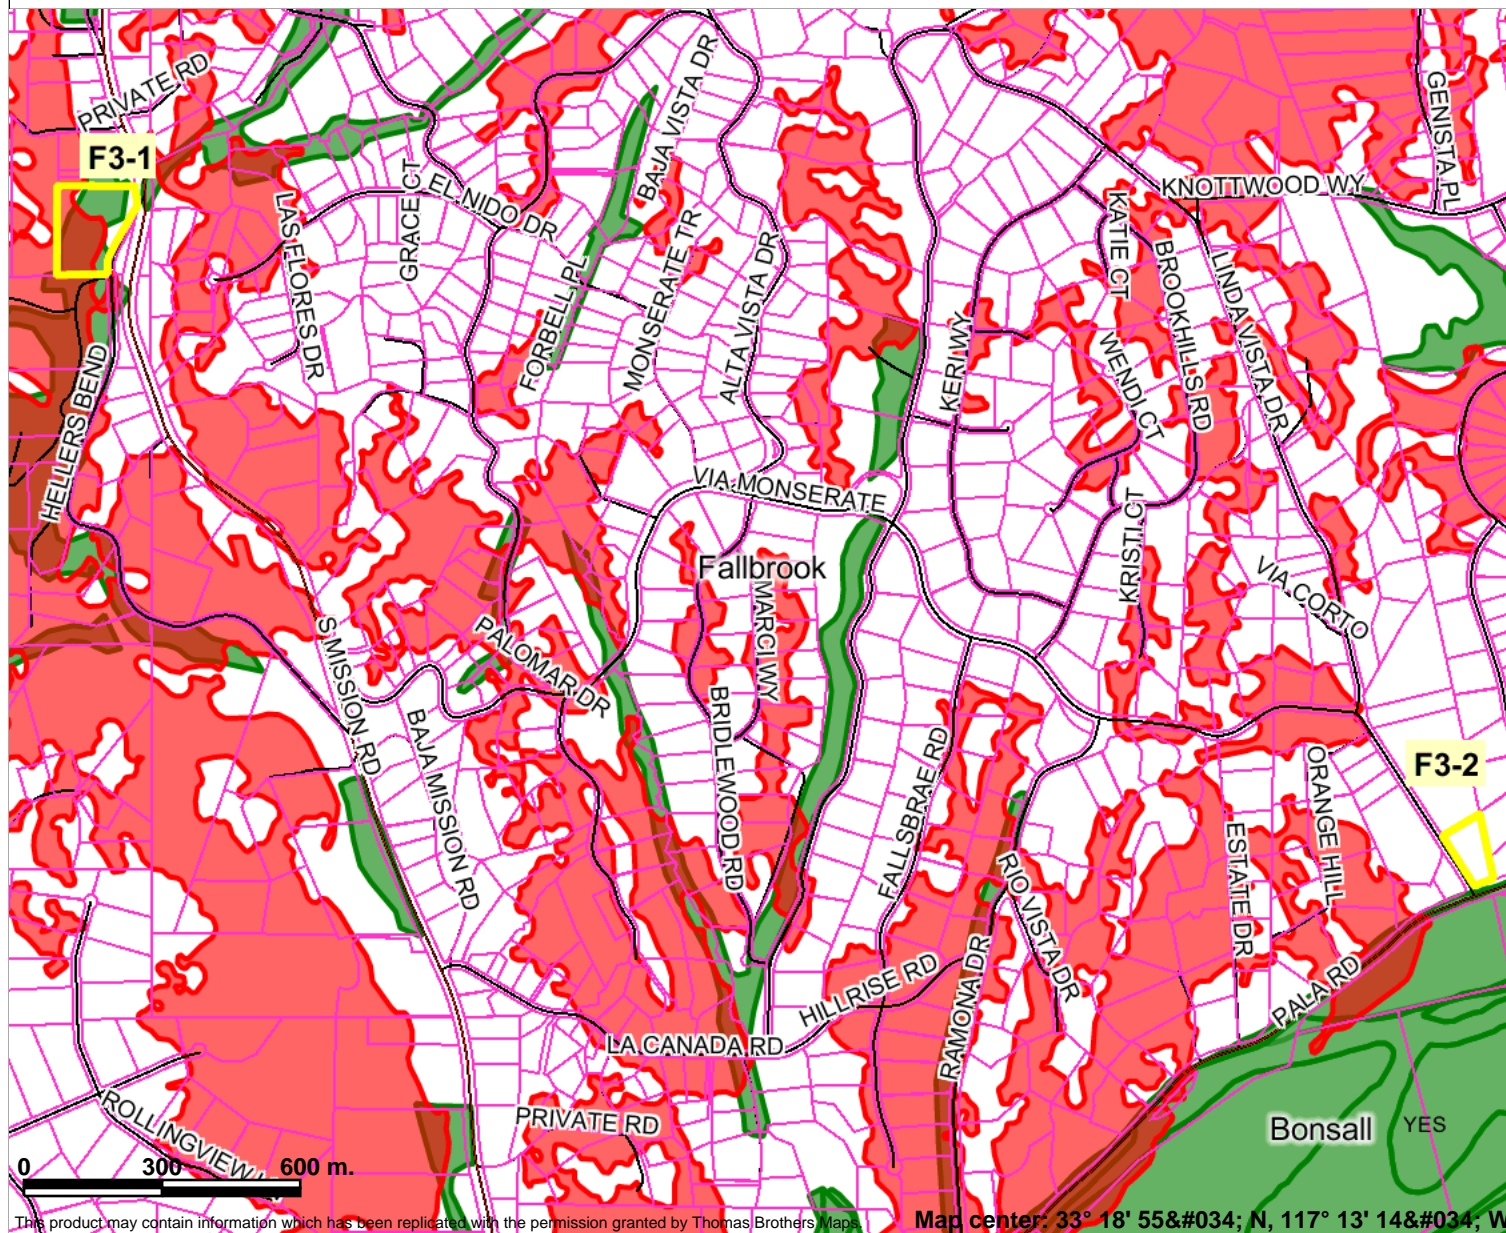 PRIVATE RD
F3-1
GENISTA PL
BAJA VISTA DR
EL NIDO DR
GRACE CT
LAS FLORES DR
KNOTTWOOD WY
KATIE CT
BROOKHILLS RD
LINDA VISTA DR
FORBELL PL
MONSERATE TR
ALTA VISTA DR
KERI WY
WENDI CT
HELLERS BEND
VIA MONSERATE
KRISTI CT
Fallbrook
MARCI WY
VIA CORTO
S MISSION RD
PALOMAR DR
BAJA MISSION RD
BRIDLEWOOD RD
FALLSBRAE RD
ORANGE HILL
F3-2
ESTATE DR
RIO VISTA DR
RAMONA DR
HILLRISE RD
PALA RD
LA CANADA RD
PRIVATE RD
Bonsall
YES
ROLLINGVIEW
0 300 600 m.
This product may contain information which has been replicated with the permission granted by Thomas Brothers Maps.
Map center: 33° 18' 55&#034; N, 117° 13' 14&#034; W